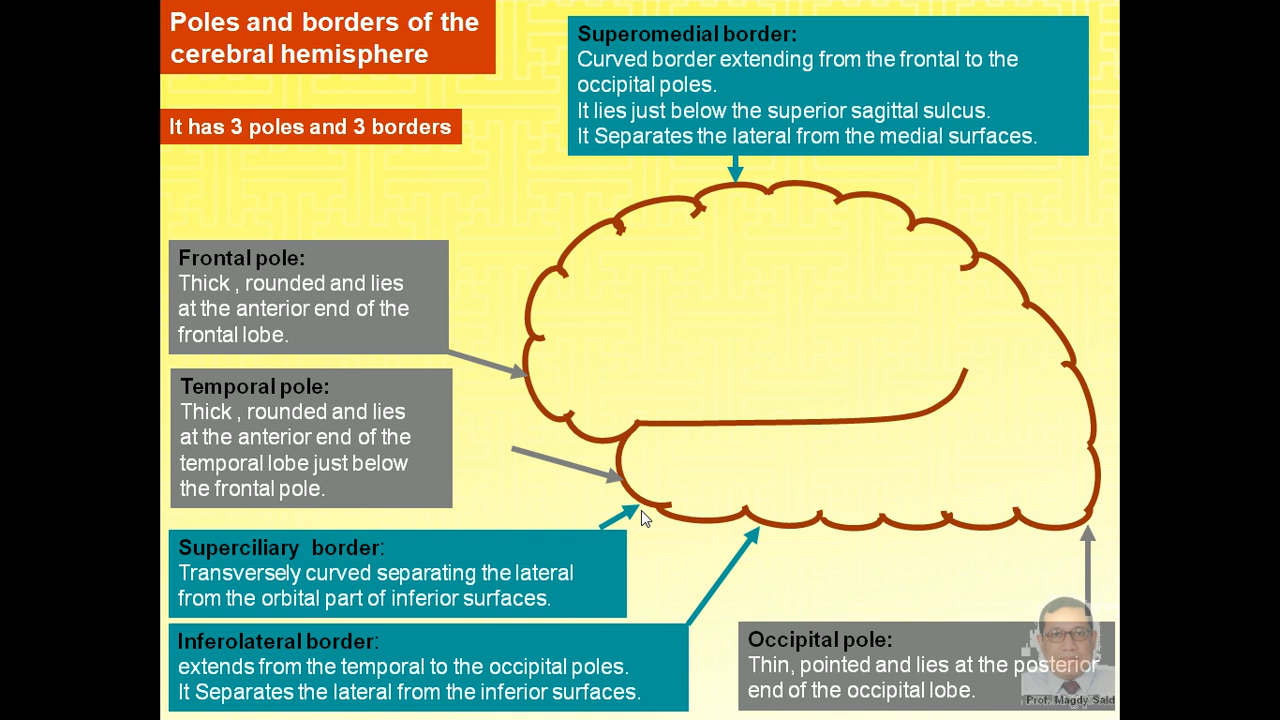 Poles and borders of the
cerebral hemisphere
It has 3 poles and 3 borders
Superomedial border:
Curved border extending from the frontal to the
occipital poles.
It lies just below the superior sagittal sulcus.
It Separates the lateral from the medial surfaces.
Frontal pole:
Thick , rounded and lies
at the anterior end of the
frontal lobe.
Temporal pole:
Thick , rounded and lies
at the anterior end of the
temporal lobe just below
the frontal pole.
Superciliary border:
Transversely curved separating the lateral
from the orbital part of inferior surfaces.
Inferolateral border:
extends from the temporal to the occipital poles.
It Separates the lateral from the inferior surfaces.
Occipital pole:
Thin, pointed and lies at the posterior
end of the occipital lobe.
Prof. Magdy Said